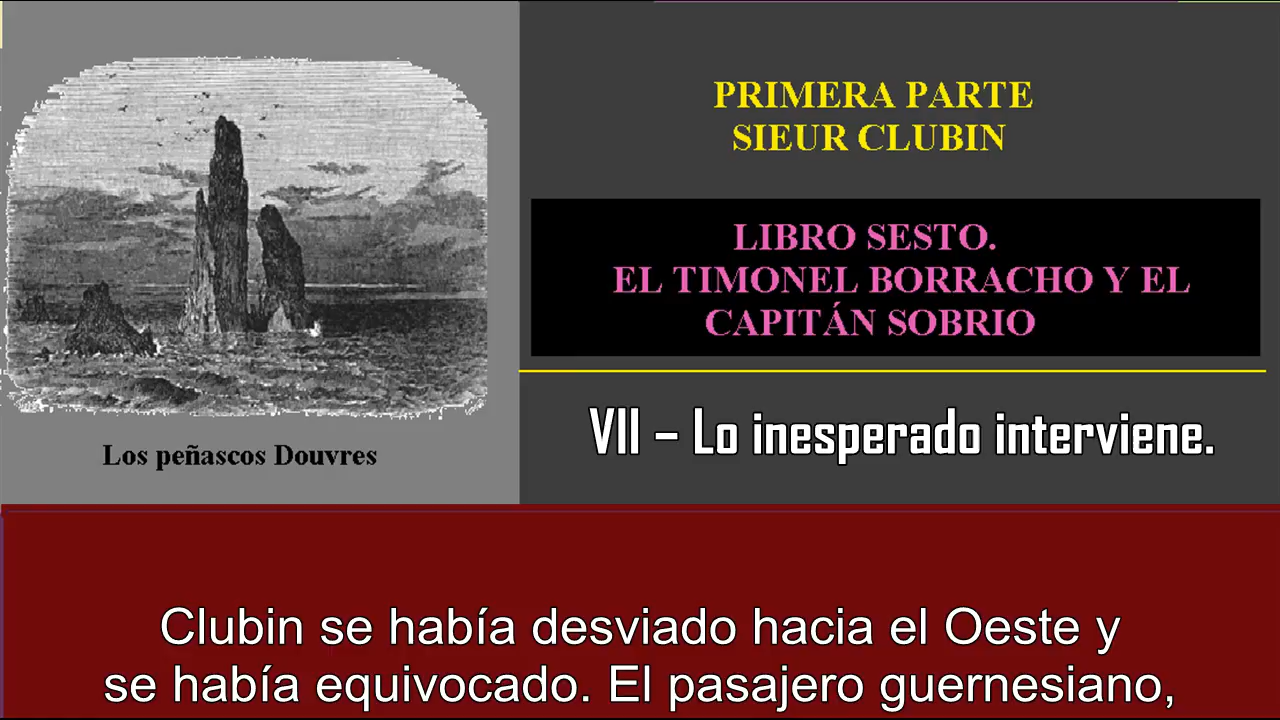 PRIMERA PARTE
SIEUR CLUBIN
LIBRO SESTO.
EL TIMONEL BORRACHO Y EL
CAPITÁN SOBRIO
VII – Lo inesperado interviene.
Los peñascos Douvres
Clubin se había desviado hacia el Oeste y
se había equivocado. El pasajero guernesiano,